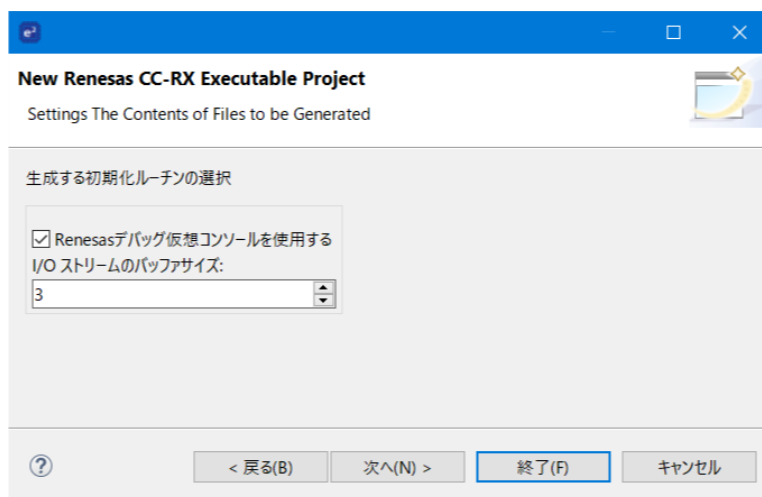 e²
New Renesas CC-RX Executable Project
Settings The Contents of Files to be Generated
生成する初期化ルーチンの選択
Renesasデバッグ仮想コンソールを使用する
I/O ストリームのバッファサイズ:
3
?
< 戻る(B)
次へ(N) >
終了(F)
キャンセル